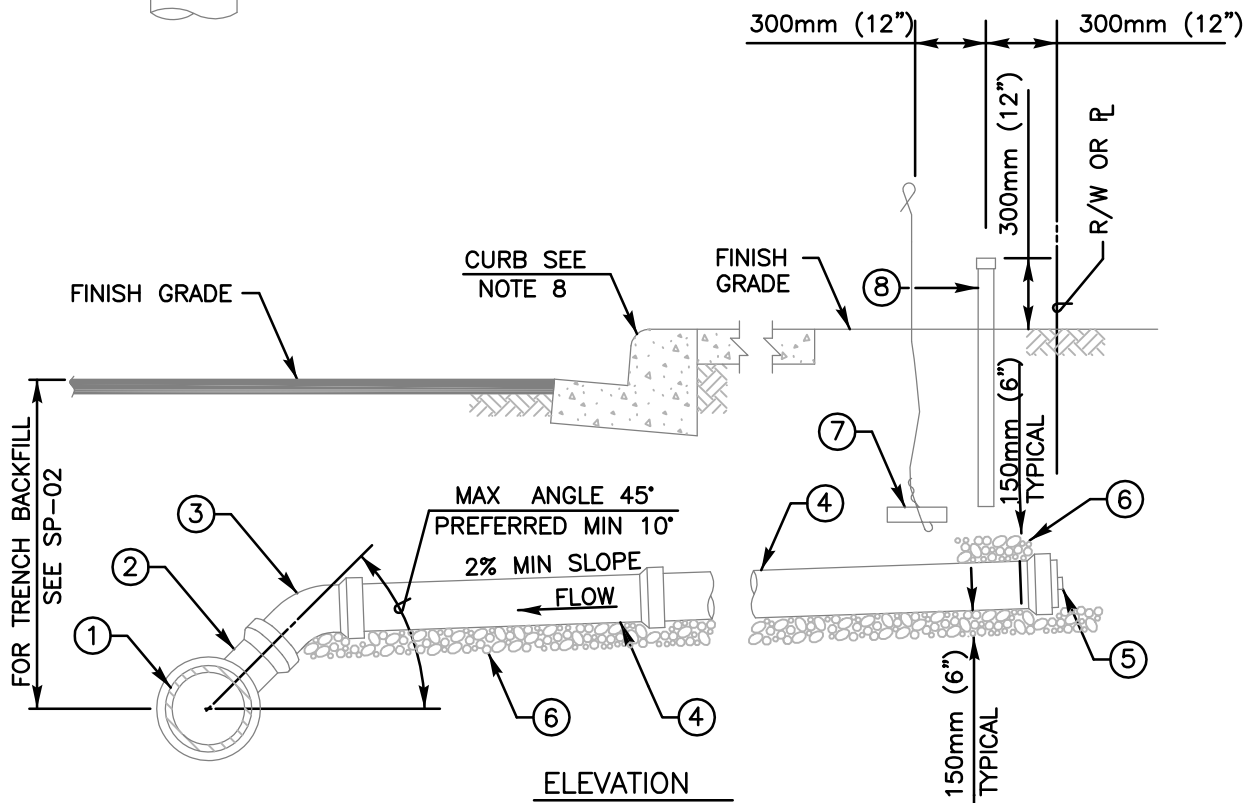 300mm (12")
300mm (12")
300mm (12")
R/W OR PL
FINISH GRADE
CURB SEE
NOTE 8
FINISH
GRADE
8
150mm (6")
TYPICAL
7
4
6
FOR TRENCH BACKFILL
SEE SP-02
3
MAX ANGLE 45°
PREFERRED MIN 10°
2% MIN SLOPE
FLOW
2
1
6
4
5
150mm (6")
TYPICAL
ELEVATION